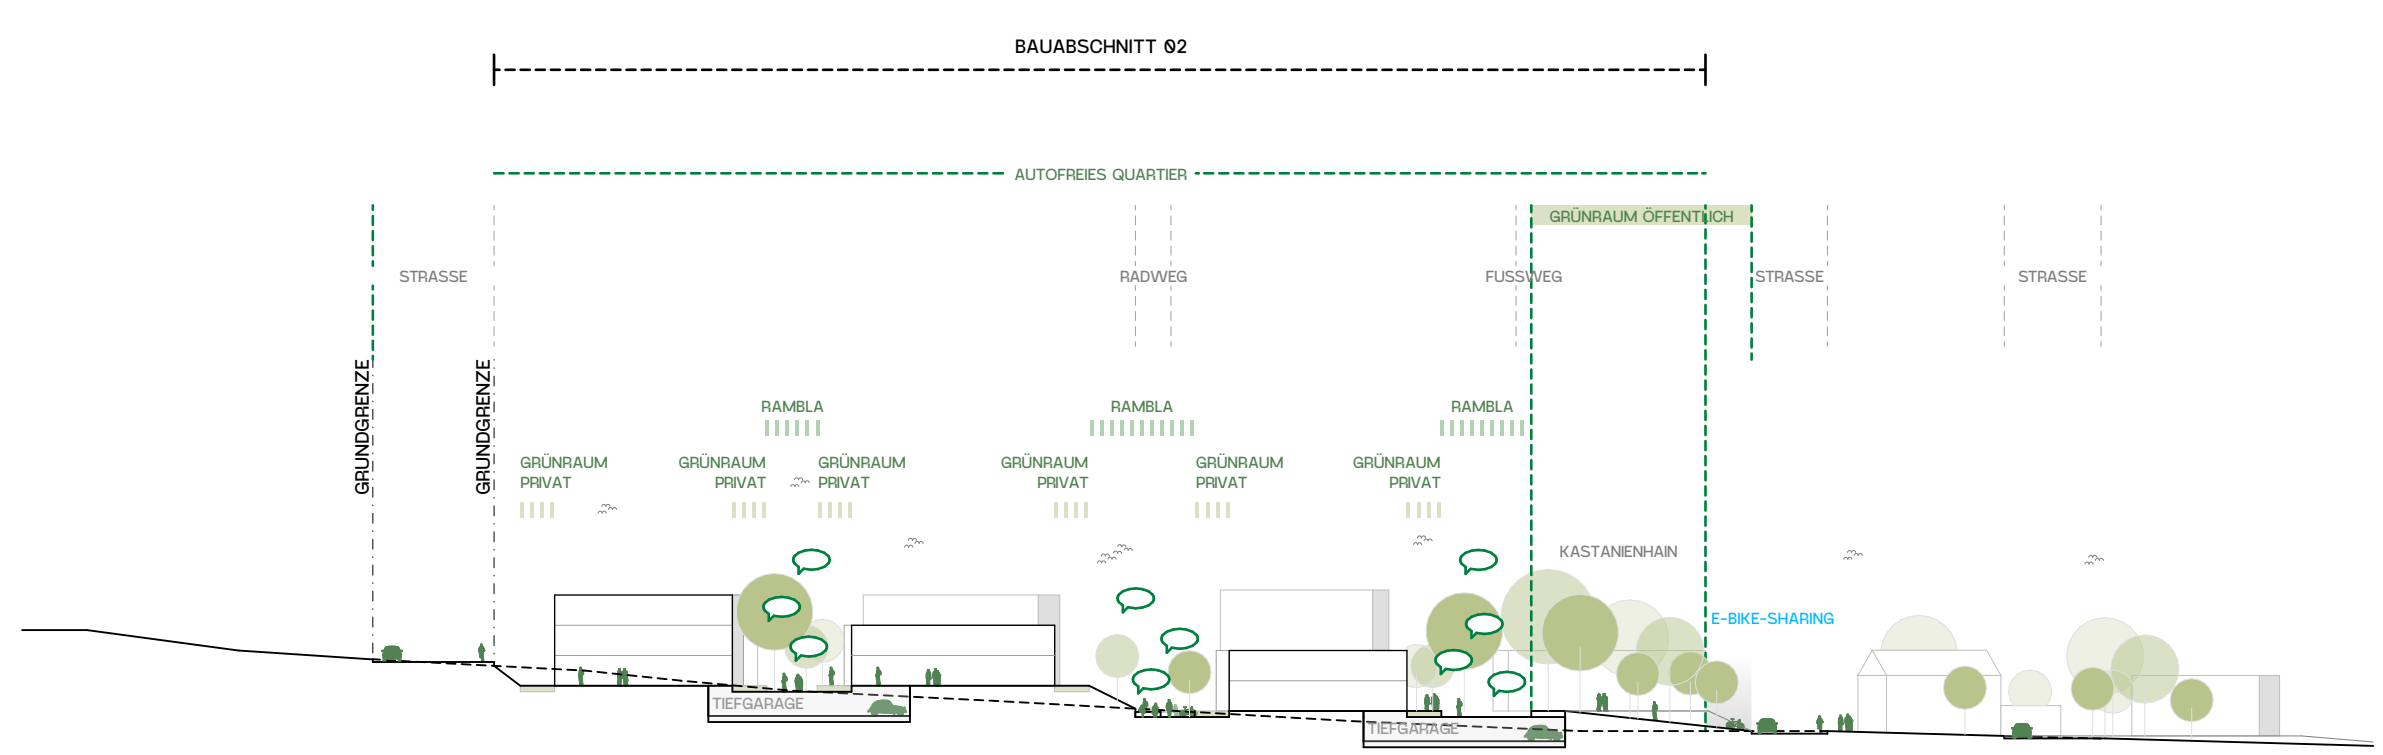 BAUABSCHNITT 02
AUTOFREIES QUARTIER
GRÜNRAUM ÖFFENTLICH
STRASSE
RADWEG
FUSSWEG
STRASSE
STRASSE
GRUNDGRENZE
GRUNDGRENZE
RAMBLA
RAMBLA
RAMBLA
GRÜNRAUM
PRIVAT
GRÜNRAUM
PRIVAT
GRÜNRAUM
PRIVAT
GRÜNRAUM
PRIVAT
GRÜNRAUM
PRIVAT
GRÜNRAUM
PRIVAT
KASTANIENHAIN
E-BIKE-SHARING
TIEFGARAGE
TIEFGARAGE